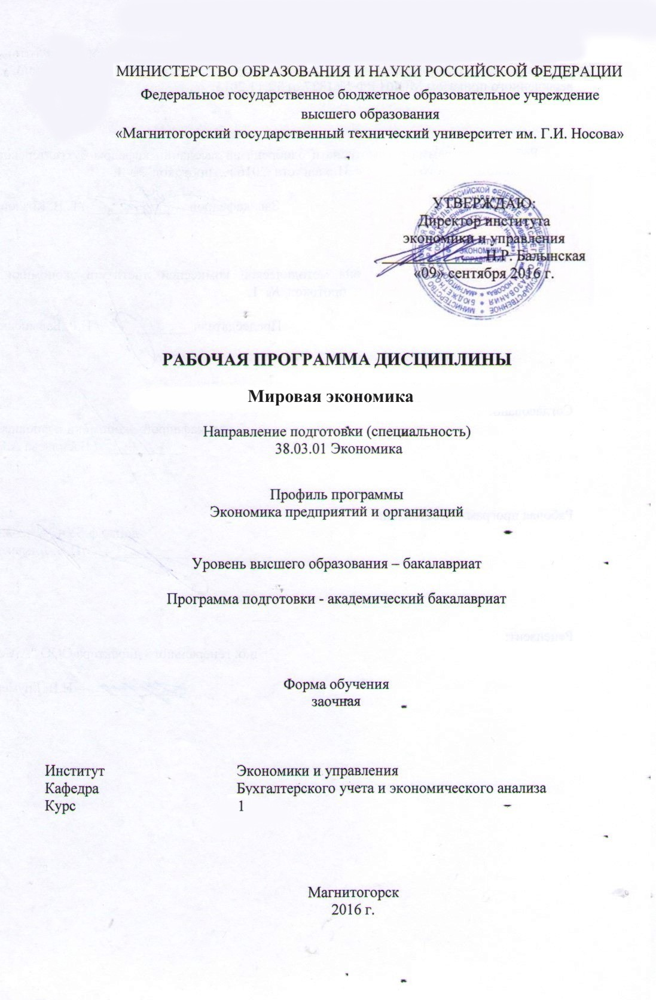 МИНИСТЕРСТВО ОБРАЗОВАНИЯ И НАУКИ РОССИЙСКОЙ ФЕДЕРАЦИИ
Федеральное государственное бюджетное образовательное учреждение
высшего образования
«Магнитогорский государственный технический университет им. Г.И. Носова»
УТВЕРЖДАЮ:
Директор института
экономики и управления
Н.Р. Балынская
«09» сентября 2016 г.
РАБОЧАЯ ПРОГРАММА ДИСЦИПЛИНЫ
Мировая экономика
Направление подготовки (специальность)
38.03.01 Экономика
Профиль программы
Экономика предприятий и организаций
Уровень высшего образования – бакалавриат
Программа подготовки - академический бакалавриат
Форма обучения
заочная
Институт Экономики и управления
Кафедра Бухгалтерского учета и экономического анализа
Курс 1
Магнитогорск
2016 г.